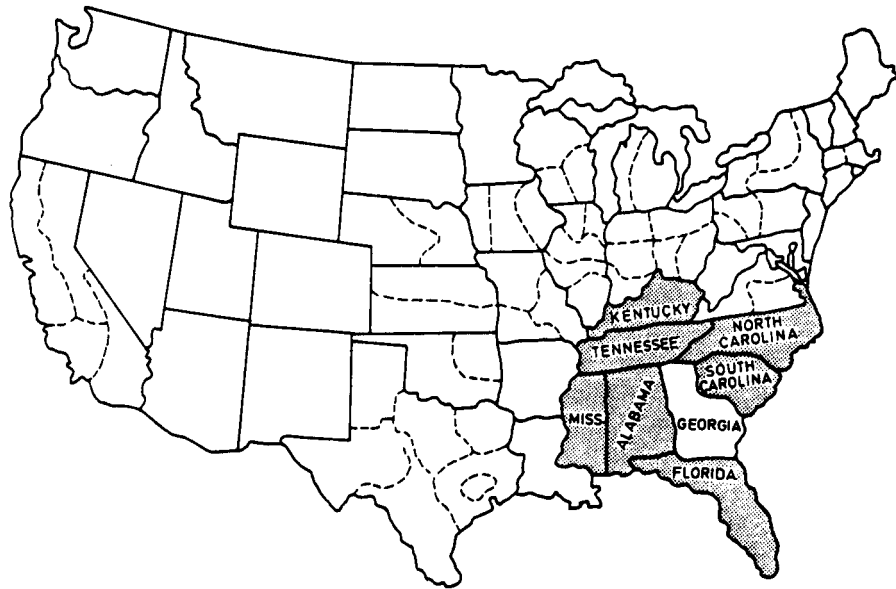 KENTUCKY
NORTH
CAROLINA
TENNESSEE
SOUTH
CAROLINA
MISS.
ALABAMA
GEORGIA
FLORIDA